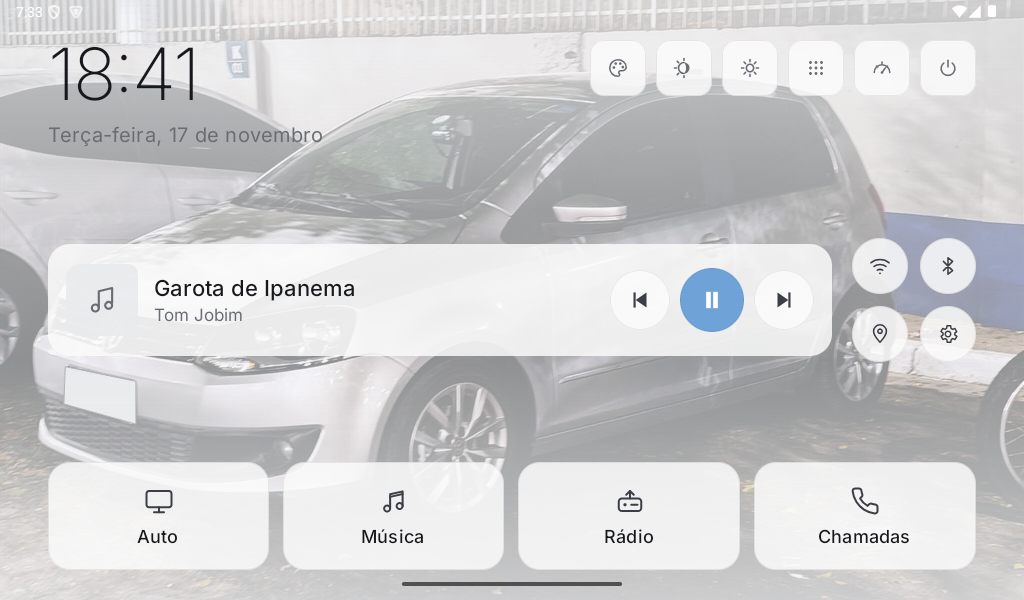 7:33
18:41
Terça-feira, 17 de novembro
Garota de Ipanema
Tom Jobim
Auto
Música
Rádio
Chamadas